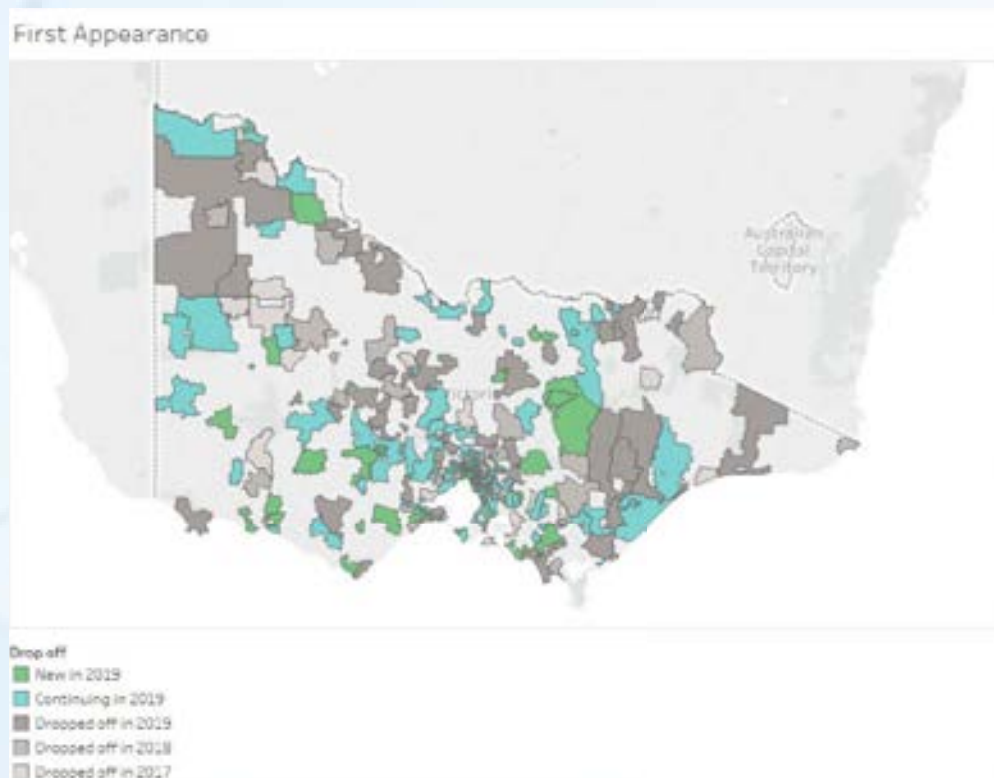 First Appearance
Australian
Capital
Territory
Victoria
Drop off
New in 2019
Continuing in 2019
Dropped off in 2019
Dropped off in 2018
Dropped off in 2017